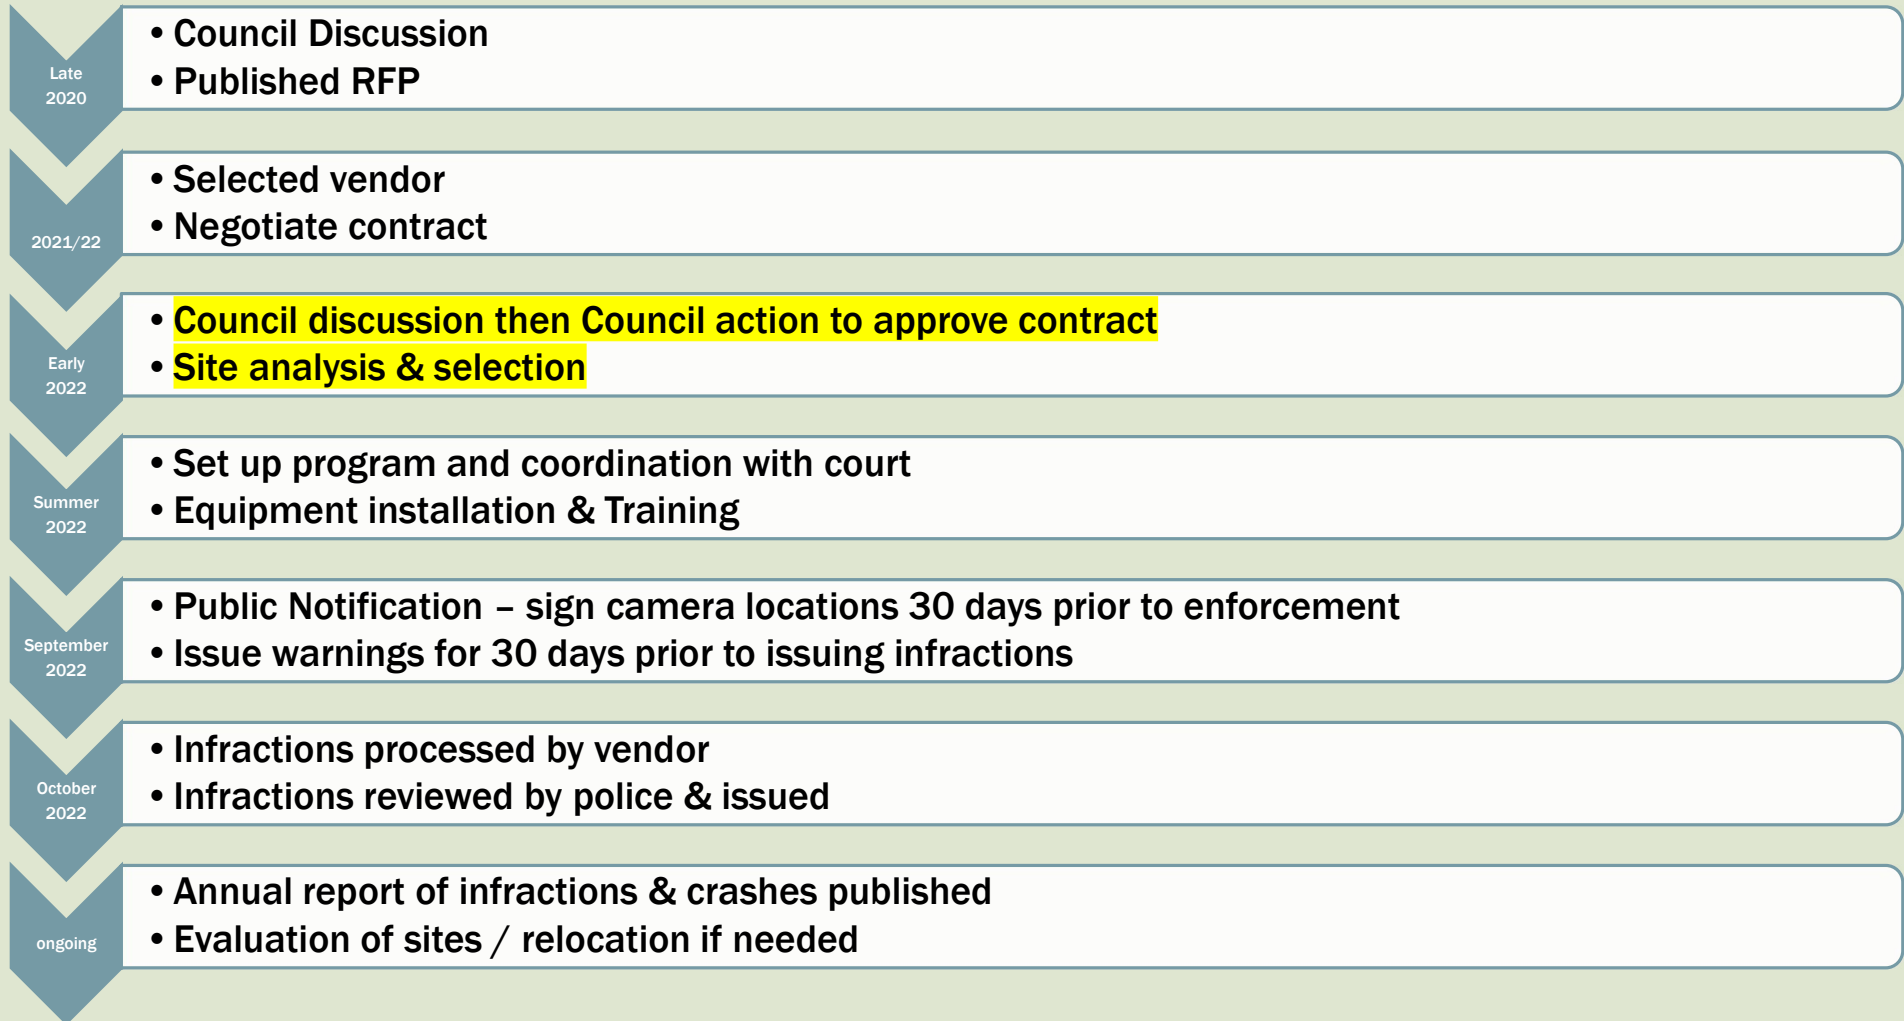 Late
2020
• Council Discussion
• Published RFP
2021/22
• Selected vendor
• Negotiate contract
Early
2022
• Council discussion then Council action to approve contract
• Site analysis & selection
Summer
2022
• Set up program and coordination with court
• Equipment installation & Training
September
2022
• Public Notification – sign camera locations 30 days prior to enforcement
• Issue warnings for 30 days prior to issuing infractions
October
2022
• Infractions processed by vendor
• Infractions reviewed by police & issued
ongoing
• Annual report of infractions & crashes published
• Evaluation of sites / relocation if needed